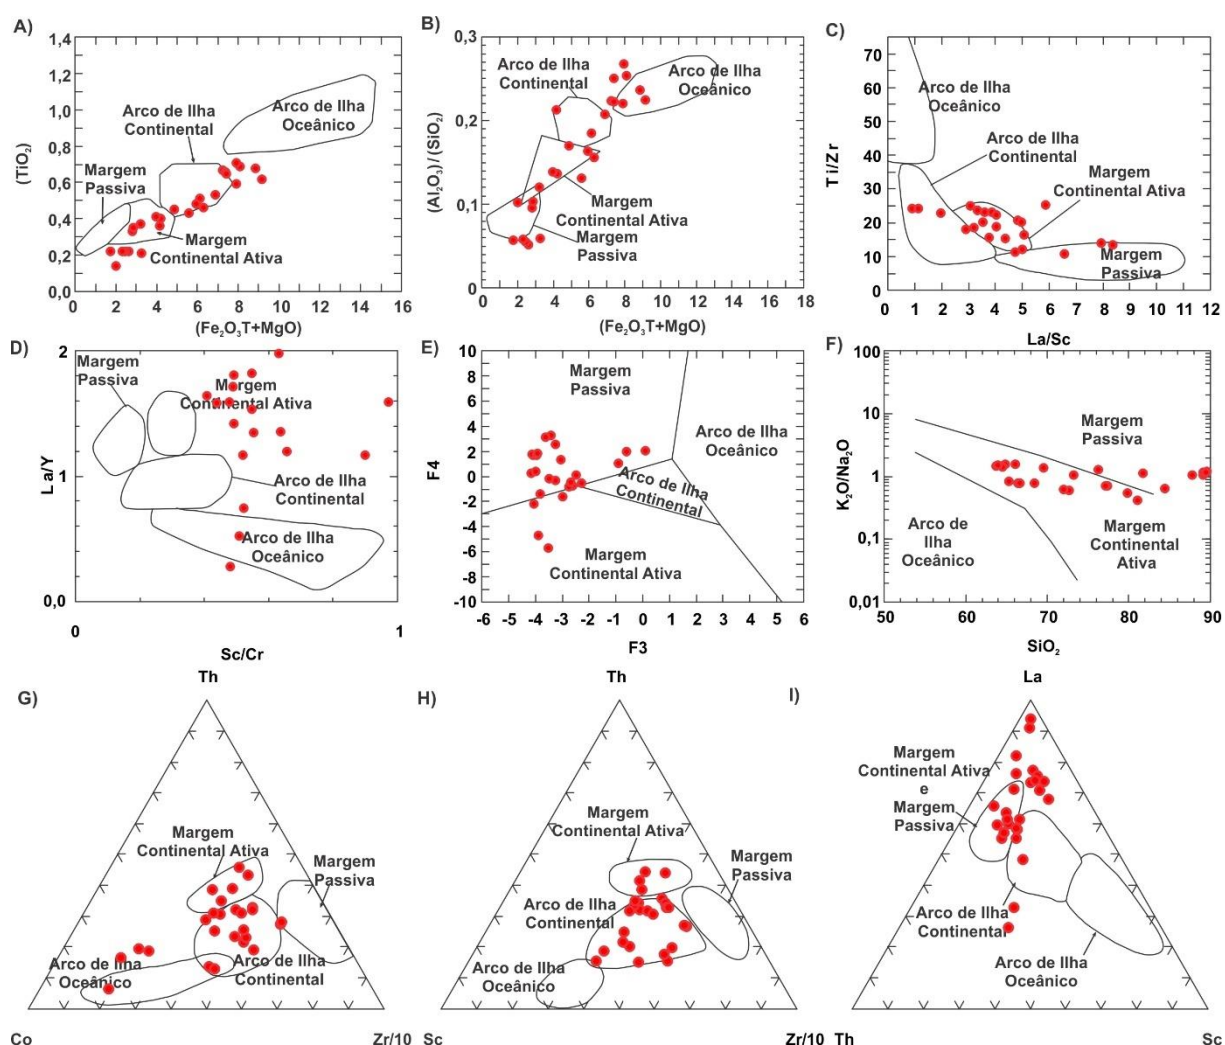 A)
1,4
1,2
1,0
0,8
0,6
0,4
0,2
0,0
(TiO₂)
Arco de Ilha
Continental
Arco de Ilha
Oceânico
Margem
Passiva
Margem
Continental Ativa
0 2 4 6 8 10 12 14 16
(Fe₂O₃T+MgO)
B)
0,3
0,2
0,1
0
(Al₂O₃)/(SiO₂)
Arco de Ilha
Continental
Arco de Ilha
Oceânico
Margem
Continental Ativa
Margem
Passiva
0 2 4 6 8 10 12 14 16 18
(Fe₂O₃T+MgO)
C)
70
60
50
40
30
20
10
0
Ti/Zr
Arco de Ilha
Oceânico
Arco de Ilha
Continental
Margem
Continental Ativa
Margem
Passiva
0 1 2 3 4 5 6 7 8 9 10 11 12
La/Sc
D)
2
1
0,0
La/Y
Margem
Passiva
Margem
Continental Ativa
Arco de Ilha
Continental
Arco de Ilha
Oceânico
0 1
Sc/Cr
E)
10
8
6
4
2
0
-2
-4
-6
-8
-10
F4
Margem
Passiva
Arco de Ilha
Oceânico
Arco de Ilha
Continental
Margem
Continental Ativa
-6 -5 -4 -3 -2 -1 0 1 2 3 4 5 6
F3
F)
100
10
1
0,1
0,01
K₂O/Na₂O
Margem
Passiva
Arco de
Ilha
Oceânico
Margem
Continental
Ativa
50 60 70 80 90
SiO₂
G)
Th
Margem
Continental Ativa
Margem
Passiva
Arco de Ilha
Oceânico
Arco de Ilha
Continental
Co Zr/10
H)
Th
Margem
Continental Ativa
Margem
Passiva
Arco de Ilha
Continental
Arco de Ilha
Oceânico
Sc Zr/10
I)
La
Margem
Continental Ativa
e
Margem
Passiva
Arco de Ilha
Continental
Arco de Ilha
Oceânico
Th Sc